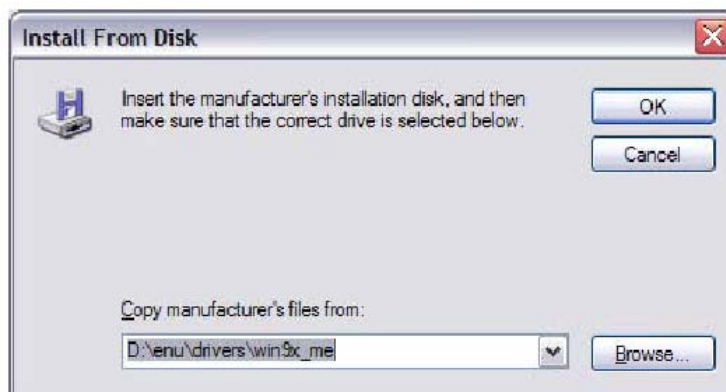 Install From Disk
Insert the manufacturer's installation disk, and then
make sure that the correct drive is selected below.
OK
Cancel
Copy manufacturer's files from:
D:\enu\drivers\win9x_me
Browse...